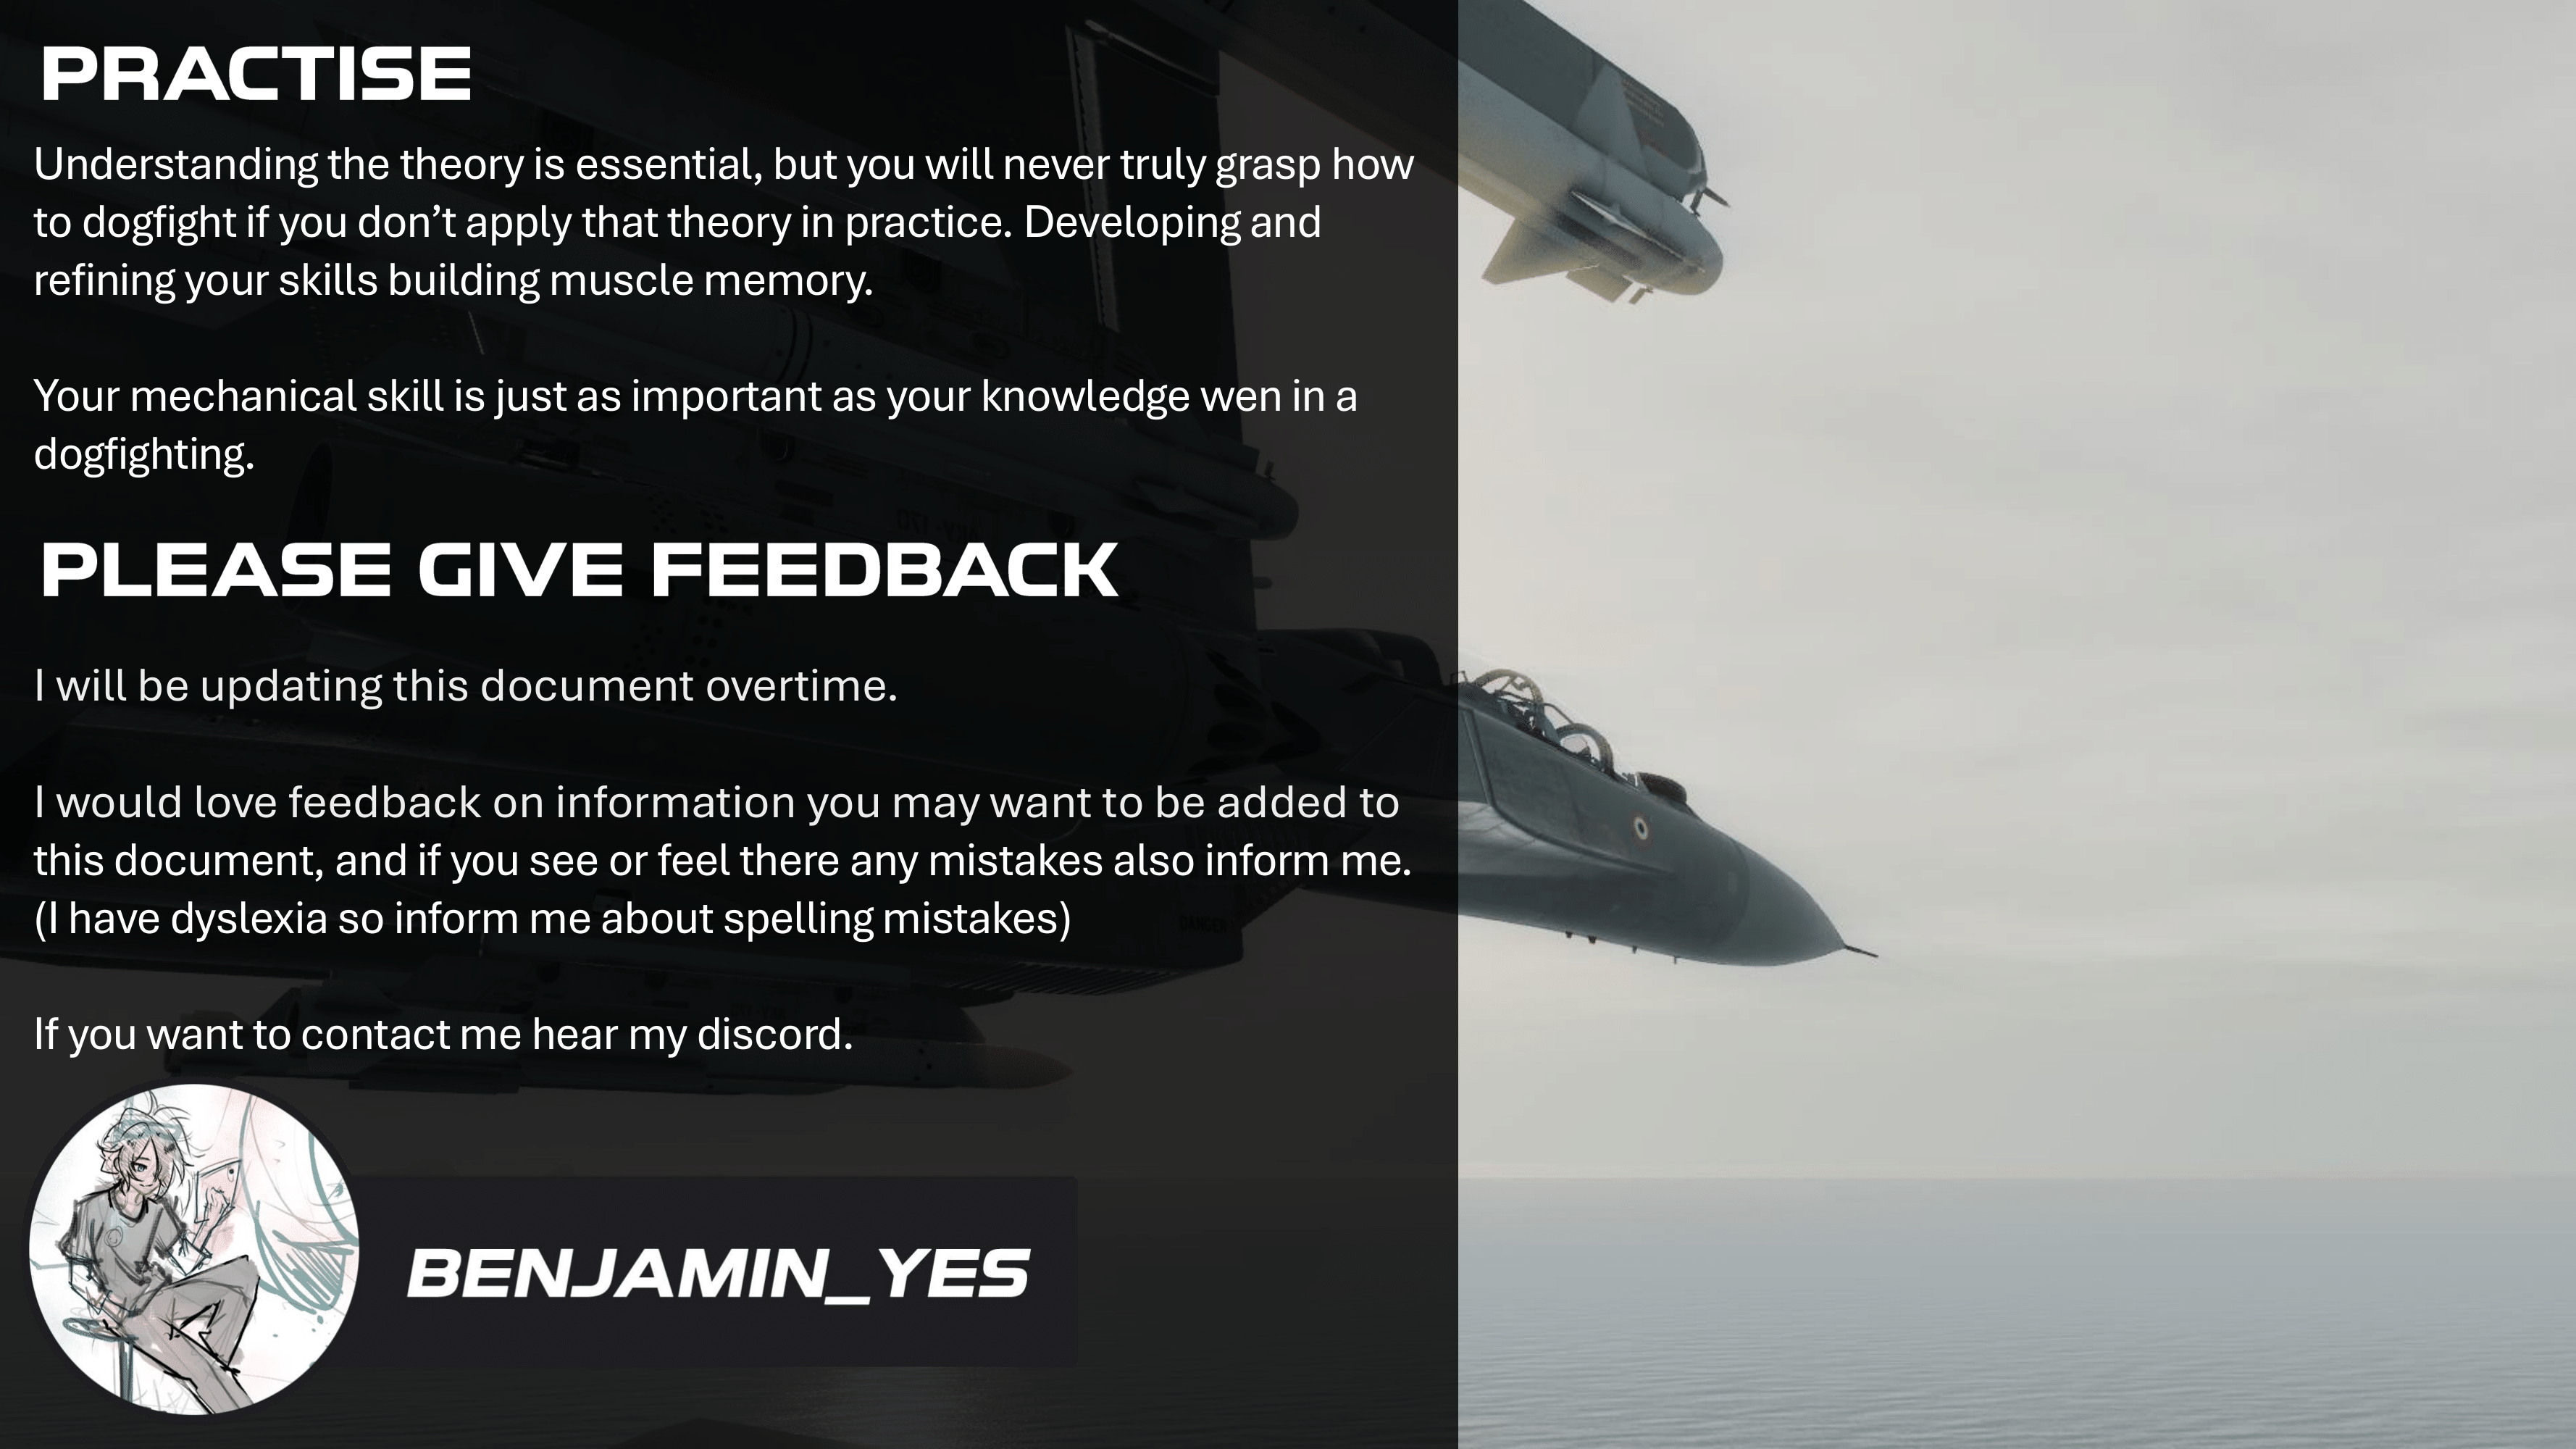 PRACTISE
Understanding the theory is essential, but you will never truly grasp how
to dogfight if you don’t apply that theory in practice. Developing and
refining your skills building muscle memory.
Your mechanical skill is just as important as your knowledge wen in a
dogfighting.
PLEASE GIVE FEEDBACK
I will be updating this document overtime.
I would love feedback on information you may want to be added to
this document, and if you see or feel there any mistakes also inform me.
(I have dyslexia so inform me about spelling mistakes)
DANGER
If you want to contact me hear my discord.
BENJAMIN_YES